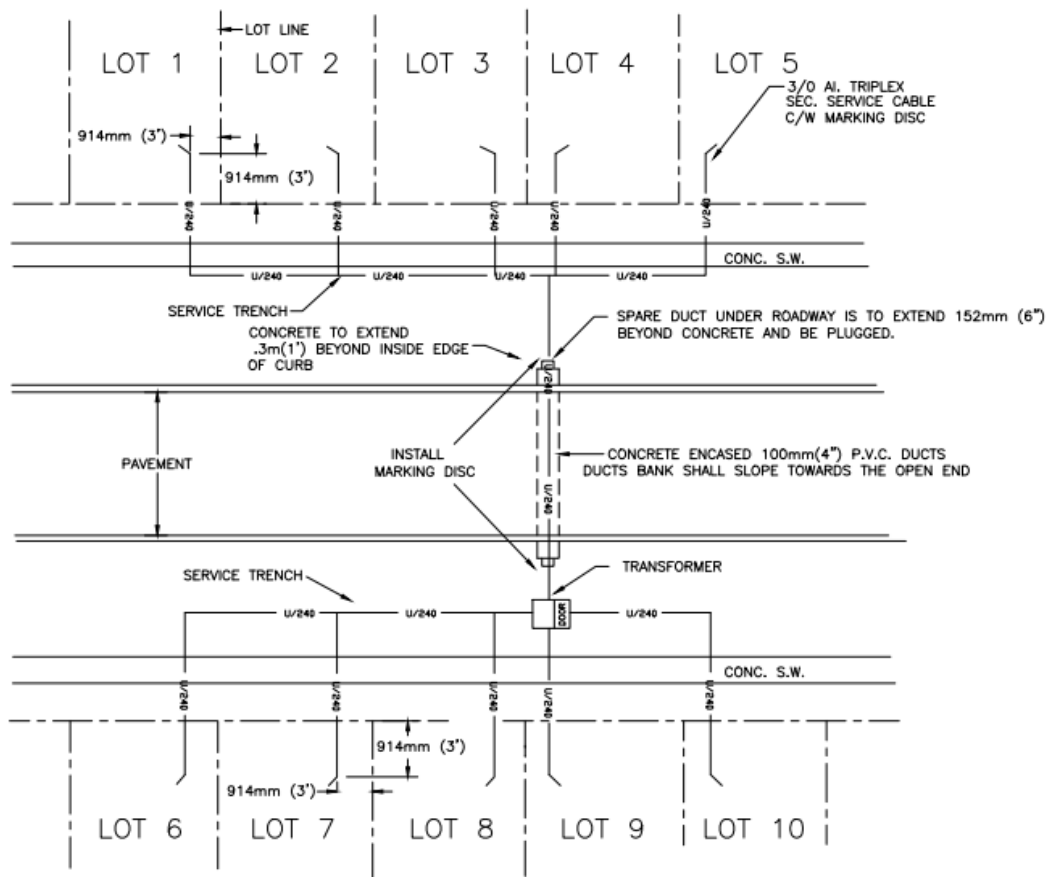 LOT LINE
LOT 1
LOT 2
LOT 3
LOT 4
LOT 5
3/0 Al. TRIPLEX
SEC. SERVICE CABLE
C/W MARKING DISC
914mm (3")
914mm (3")
U/240
U/240
U/240
U/240
U/240
CONC. S.W.
U/240
U/240
U/240
U/240
SERVICE TRENCH
SPARE DUCT UNDER ROADWAY IS TO EXTEND 152mm (6")
BEYOND CONCRETE AND BE PLUGGED.
CONCRETE TO EXTEND
.3m(1') BEYOND INSIDE EDGE
OF CURB
U/240
PAVEMENT
INSTALL
MARKING DISC
CONCRETE ENCASED 100mm(4") P.V.C. DUCTS
DUCTS BANK SHALL SLOPE TOWARDS THE OPEN END
U/240
SERVICE TRENCH
TRANSFORMER
U/240
U/240
DOOR
U/240
CONC. S.W.
U/240
U/240
U/240
U/240
U/240
914mm (3")
914mm (3")
LOT 6
LOT 7
LOT 8
LOT 9
LOT 10